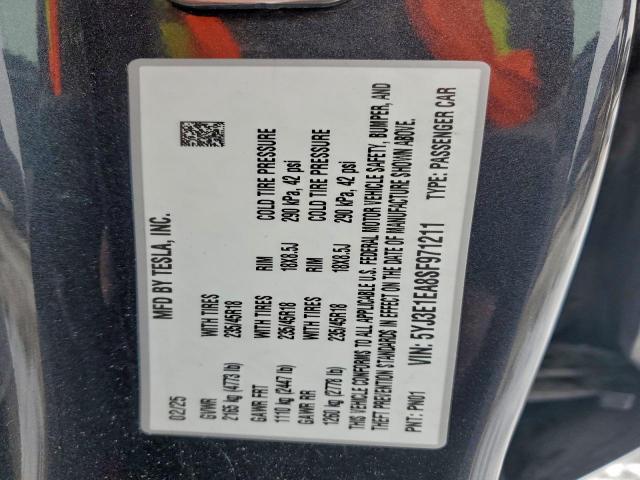 MFD BY TESLA, INC.
02/25
GVWR WITH TIRES RIM COLD TIRE PRESSURE
2165 kg (4773 lb) 235/45R18 18X8.5J 290 kPa, 42 psi
GAWR FRT WITH TIRES RIM COLD TIRE PRESSURE
1110 kg (2447 lb) 235/45R18 18X8.5J 290 kPa, 42 psi
GAWR RR
1260 kg (2778 lb)
THIS VEHICLE CONFORMS TO ALL APPLICABLE U.S. FEDERAL MOTOR VEHICLE SAFETY, BUMPER, AND
THEFT PREVENTION STANDARDS IN EFFECT ON THE DATE OF MANUFACTURE SHOWN ABOVE.
VIN: 5YJ3E1EA8SF971211 TYPE: PASSENGER CAR
PNT: PN01